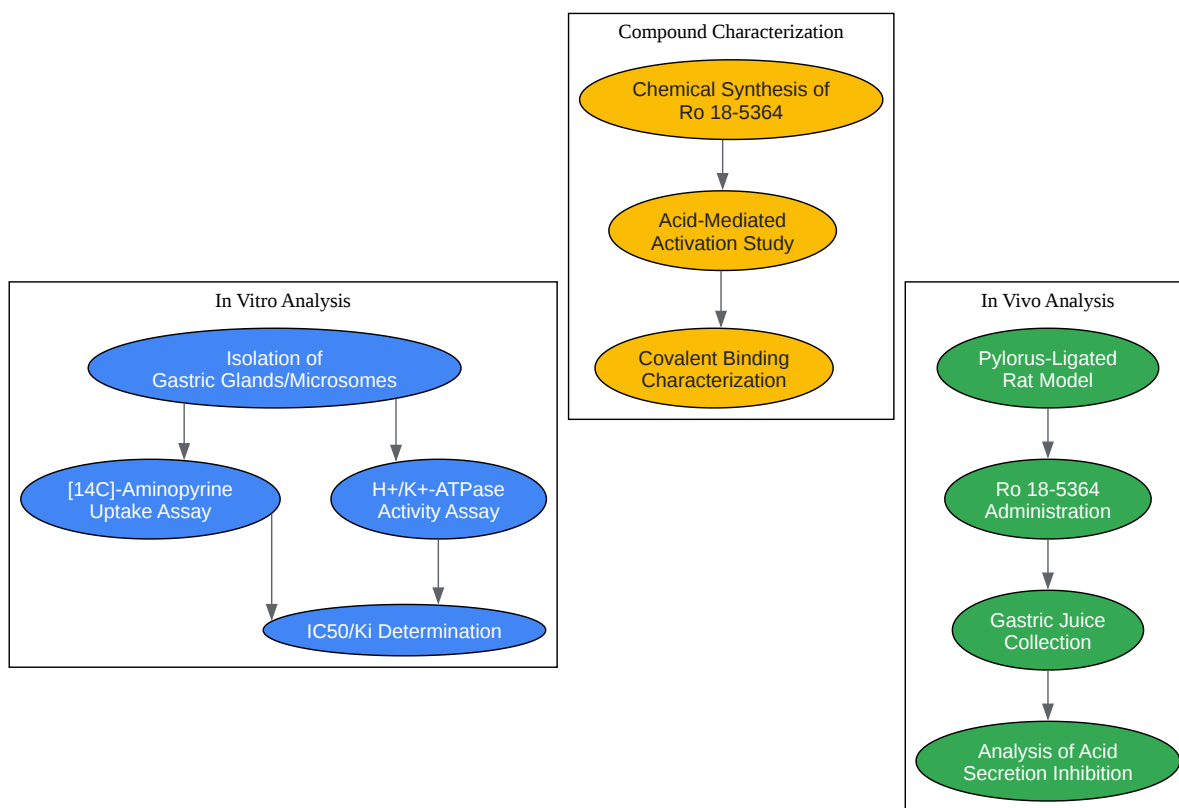 Compound Characterization
Chemical Synthesis of
Ro 18-5364
Acid-Mediated
Activation Study
Covalent Binding
Characterization
In Vitro Analysis
Isolation of
Gastric Glands/Microsomes
[14C]-Aminopyrine
Uptake Assay
H+/K+-ATPase
Activity Assay
IC50/Ki Determination
In Vivo Analysis
Pylorus-Ligated
Rat Model
Ro 18-5364
Administration
Gastric Juice
Collection
Analysis of Acid
Secretion Inhibition